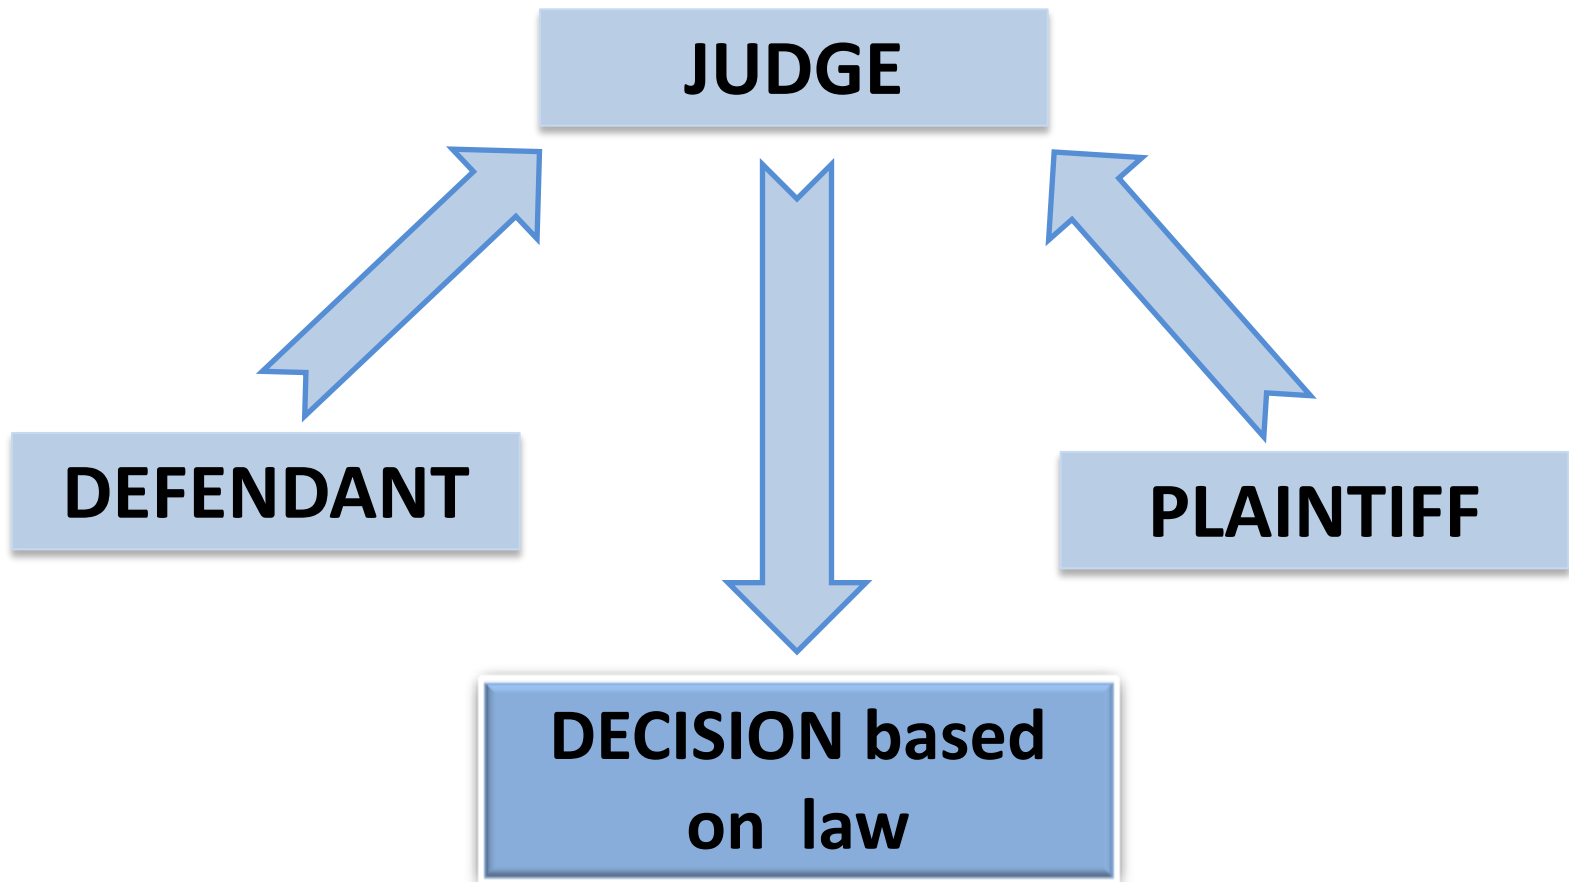 JUDGE
DEFENDANT
PLAINTIFF
DECISION based
on law